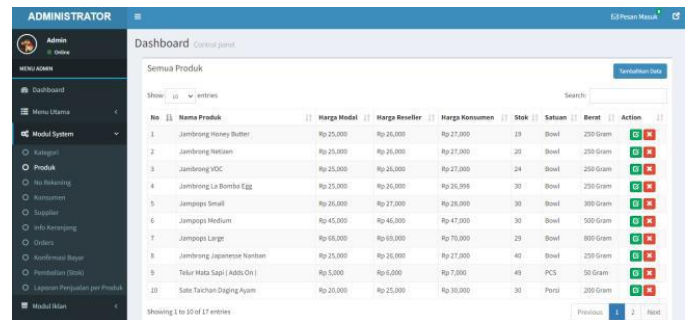 ADMINISTRATOR
Pesan Masuk
Admin
Online
MENU ADMIN
Dashboard
Menu Utama
Modul System
Kategori
Produk
No Rekening
Konsumen
Supplier
Info Keranjang
Orders
Konfirmasi Bayar
Pembelian (Stok)
Laporan Penjualan per Produk
Modul Iklan
Dashboard Control panel
Semua Produk
Tambahkan Data
Show 10 entries Search:
No Nama Produk Harga Modal Harga Reseller Harga Konsumen Stok Satuan Berat Action
1 Jambrong Honey Butter Rp 25,000 Rp 26,000 Rp 27,000 19 Bowl 250 Gram
2 Jambrong Netizen Rp 25,000 Rp 26,000 Rp 27,000 20 Bowl 250 Gram
3 Jambrong VOC Rp 25,000 Rp 26,000 Rp 27,000 24 Bowl 250 Gram
4 Jambrong La Bomba Egg Rp 25,000 Rp 26,000 Rp 26,998 30 Bowl 250 Gram
5 Jampops Small Rp 26,000 Rp 27,000 Rp 28,000 30 Bowl 300 Gram
6 Jampops Medium Rp 45,000 Rp 46,000 Rp 47,000 30 Bowl 500 Gram
7 Jampops Large Rp 68,000 Rp 69,000 Rp 70,000 29 Bowl 800 Gram
8 Jambrong Japanesse Nanban Rp 25,000 Rp 26,000 Rp 27,000 40 Bowl 250 Gram
9 Telur Mata Sapi ( Adds On ) Rp 5,000 Rp 6,000 Rp 7,000 49 PCS 50 Gram
10 Sate Taichan Daging Ayam Rp 20,000 Rp 25,000 Rp 30,000 30 Porsi 200 Gram
Showing 1 to 10 of 17 entries
Previous 1 2 Next